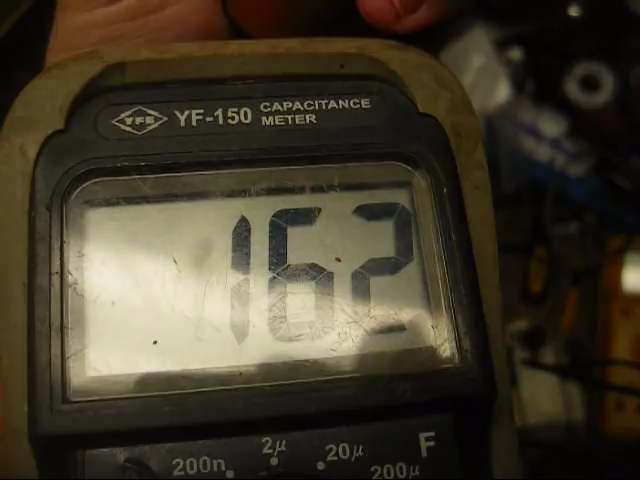 YFE YF-150 CAPACITANCE
METER
162
2μ 20μ F
200n 200μ